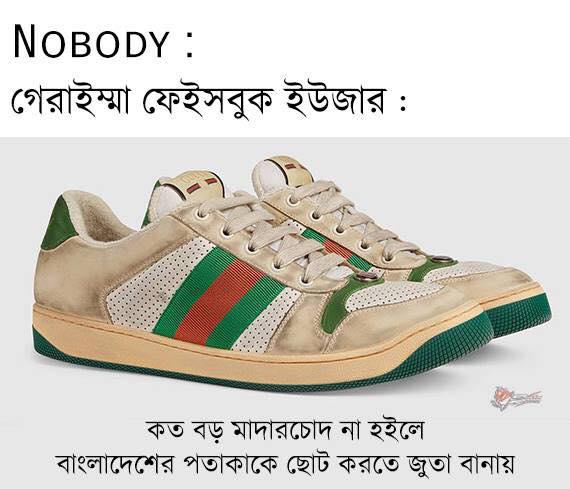 NOBODY :
গেরাইম্মা ফেইসবুক ইউজার :
কত বড় মাদারচোদ না হইলে
বাংলাদেশের পতাকাকে ছোট করতে জুতা বানায়